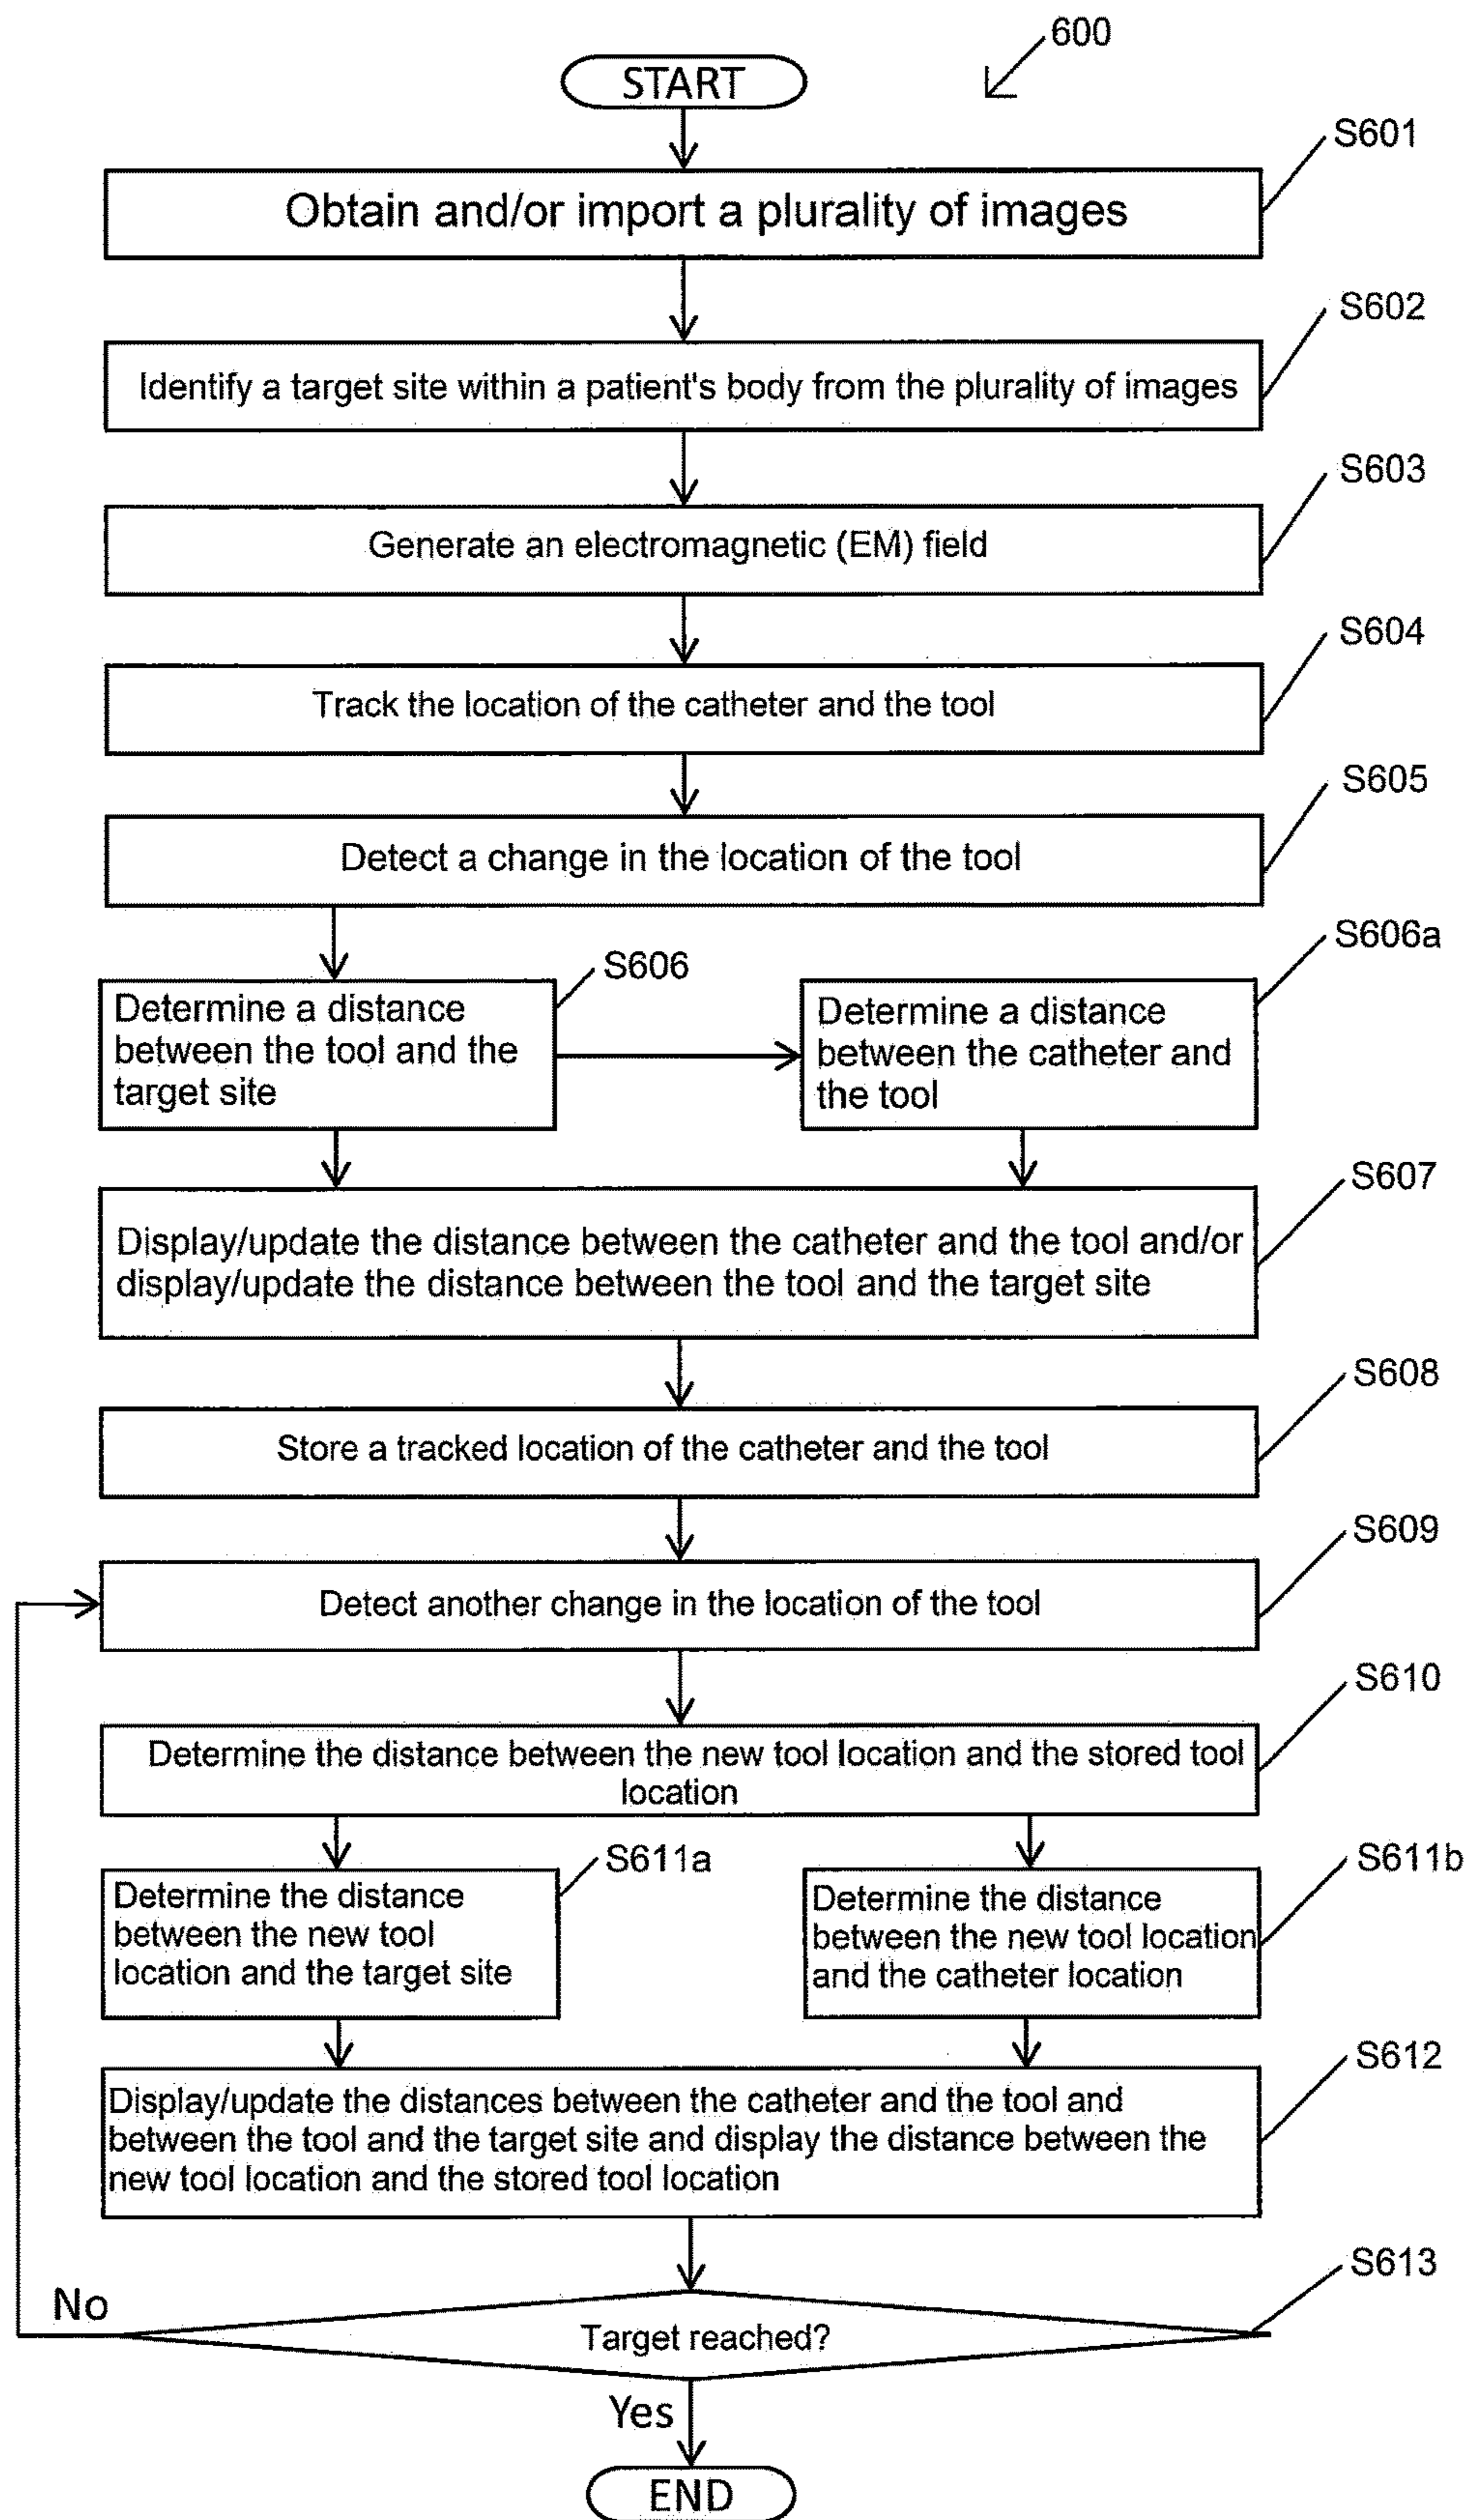 600
START
S601
Obtain and/or import a plurality of images
S602
Identify a target site within a patient's body from the plurality of images
S603
Generate an electromagnetic (EM) field
S604
Track the location of the catheter and the tool
S605
Detect a change in the location of the tool
S606
Determine a distance
between the tool and the
target site
S606a
Determine a distance
between the catheter and
the tool
S607
Display/update the distance between the catheter and the tool and/or
display/update the distance between the tool and the target site
S608
Store a tracked location of the catheter and the tool
S609
Detect another change in the location of the tool
S610
Determine the distance between the new tool location and the stored tool
location
S611a
Determine the distance
between the new tool
location and the target site
S611b
Determine the distance
between the new tool location
and the catheter location
S612
Display/update the distances between the catheter and the tool and
between the tool and the target site and display the distance between the
new tool location and the stored tool location
S613
No
Target reached?
Yes
END